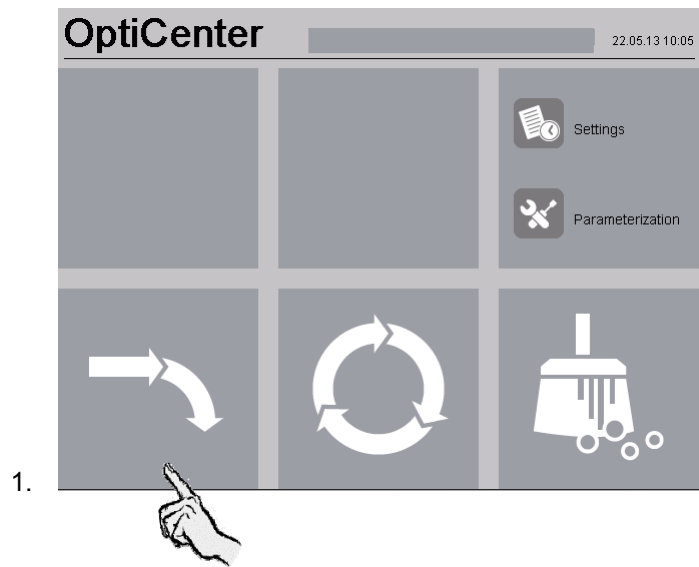 OptiCenter
22.05.13 10:05
Settings
Parameterization
1.